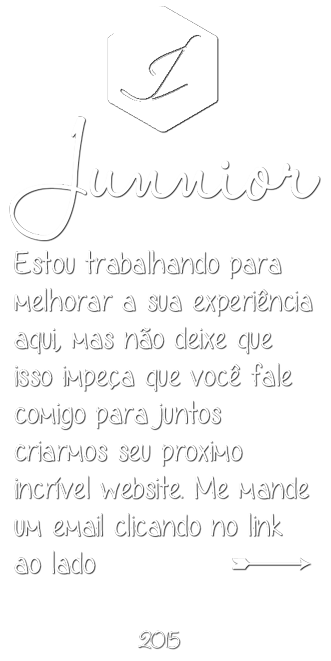 J
Junnior
Estou trabalhando para
melhorar a sua experiência
aqui, mas não deixe que
isso impeça que você fale
comigo para juntos
criarmos seu proximo
incrível website. Me mande
um email clicando no link
ao lado
2015